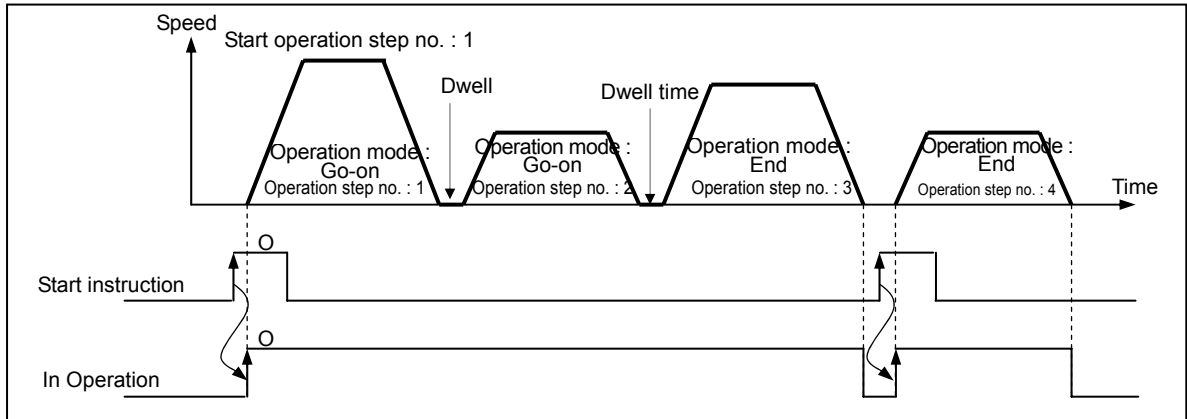 Speed
Start operation step no. : 1
Dwell
Dwell time
Operation mode :
Go-on
Operation step no. : 1
Operation mode :
Go-on
Operation step no. : 2
Operation mode :
End
Operation step no. : 3
Operation mode :
End
Operation step no. : 4
Time
O
Start instruction
O
In Operation